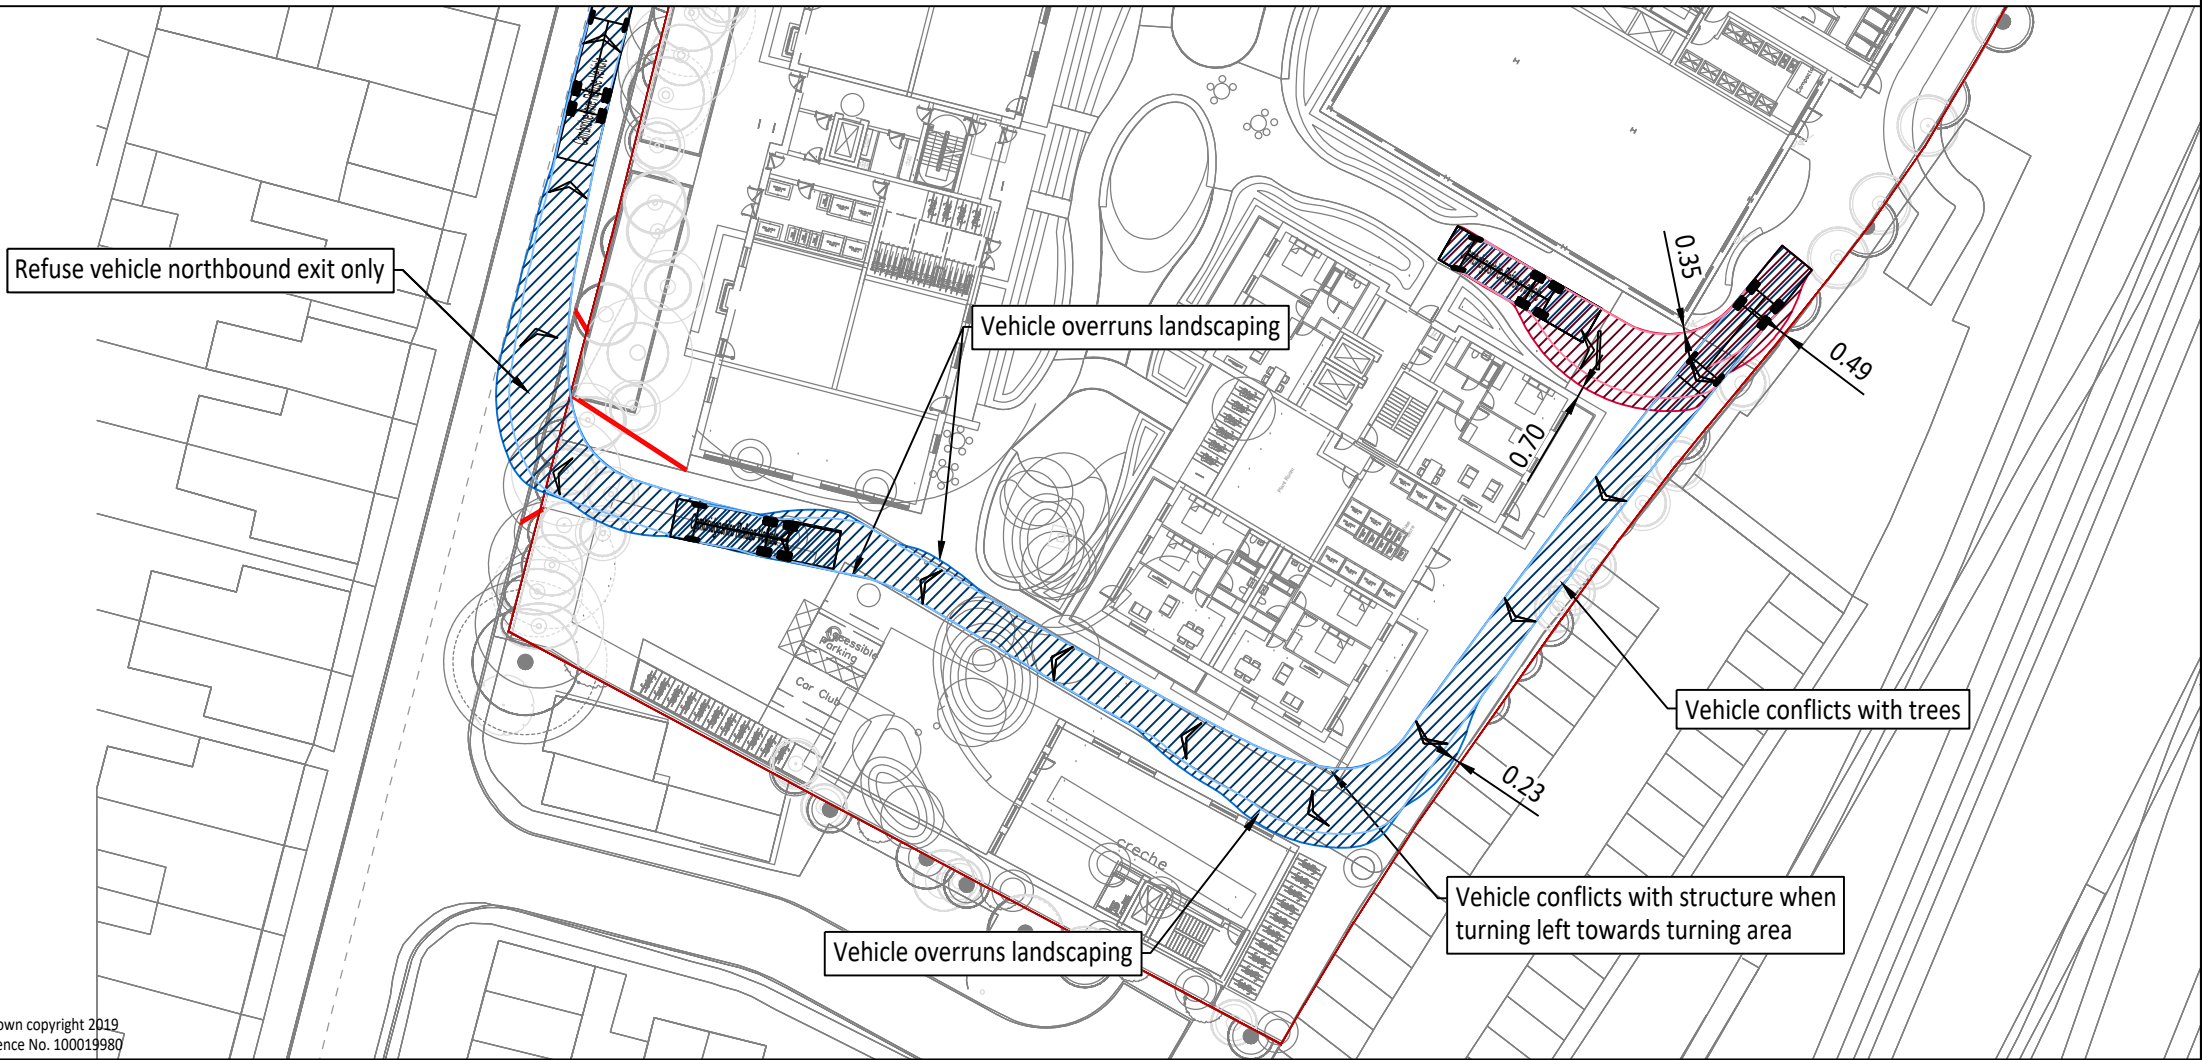 Refuse vehicle northbound exit only
Vehicle overruns landscaping
0.35
0.49
0.70
Accessible
Parking
Car Club
Vehicle conflicts with trees
0.23
creche
Vehicle conflicts with structure when
turning left towards turning area
Vehicle overruns landscaping
own copyright 2019
ence No. 100019980